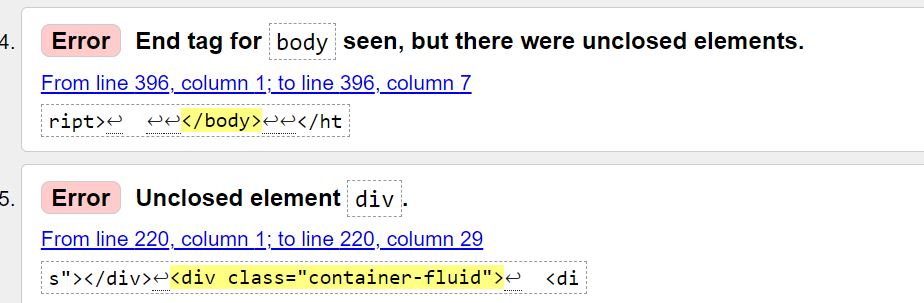 4. Error End tag for body seen, but there were unclosed elements.
From line 396, column 1; to line 396, column 7
ript>↩ ↩↩</body>↩↩</ht
5. Error Unclosed element div.
From line 220, column 1; to line 220, column 29
s"></div>↩<div class="container-fluid">↩ <di